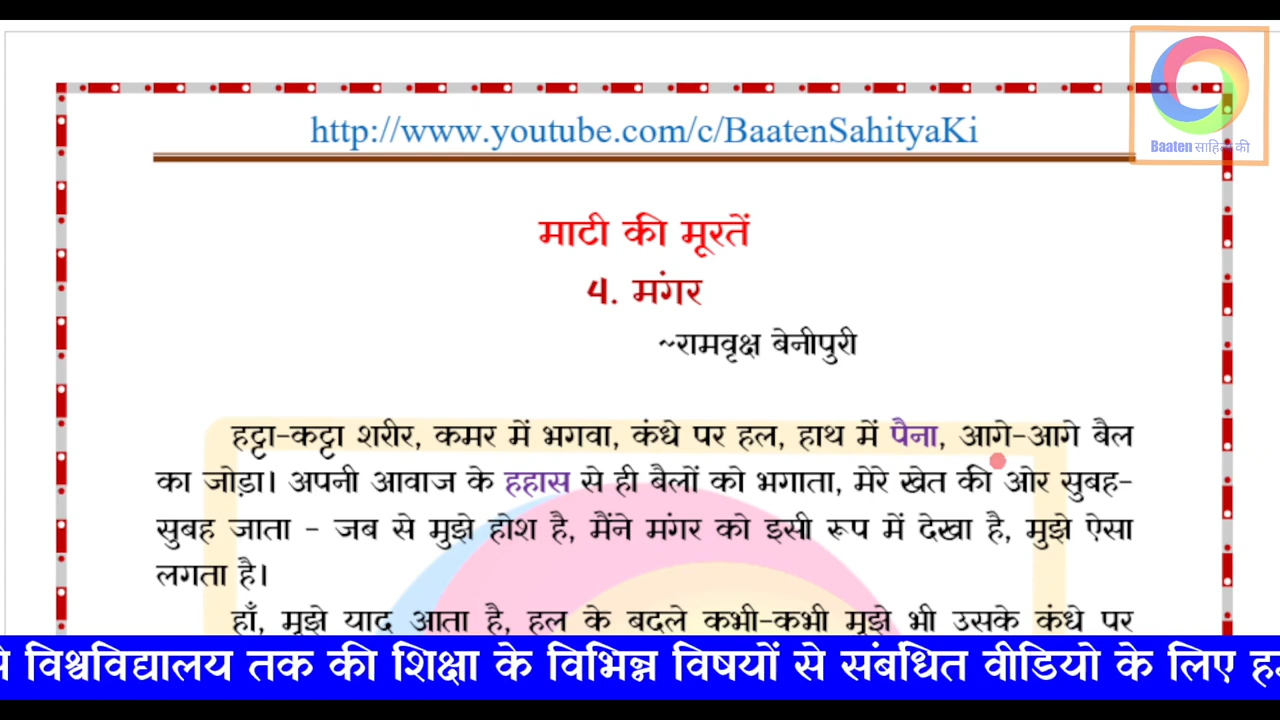 http://www.youtube.com/c/BaatenSahityaKi
Baaten साहित्य की
माटी की मूरतें
4. मंगर
~रामवृक्ष बेनीपुरी
हट्टा-कट्टा शरीर, कमर में भगवा, कंधे पर हल, हाथ में पैना, आगे-आगे बैल
का जोड़ा। अपनी आवाज के हहास से ही बैलों को भगाता, मेरे खेत की ओर सुबह-
सुबह जाता - जब से मुझे होश है, मैंने मंगर को इसी रूप में देखा है, मुझे ऐसा
लगता है।
हाँ, मुझे याद आता है, हल के बदले कभी-कभी मुझे भी उसके कंधे पर
विश्वविद्यालय तक की शिक्षा के विभिन्न विषयों से संबंधित वीडियो के लिए